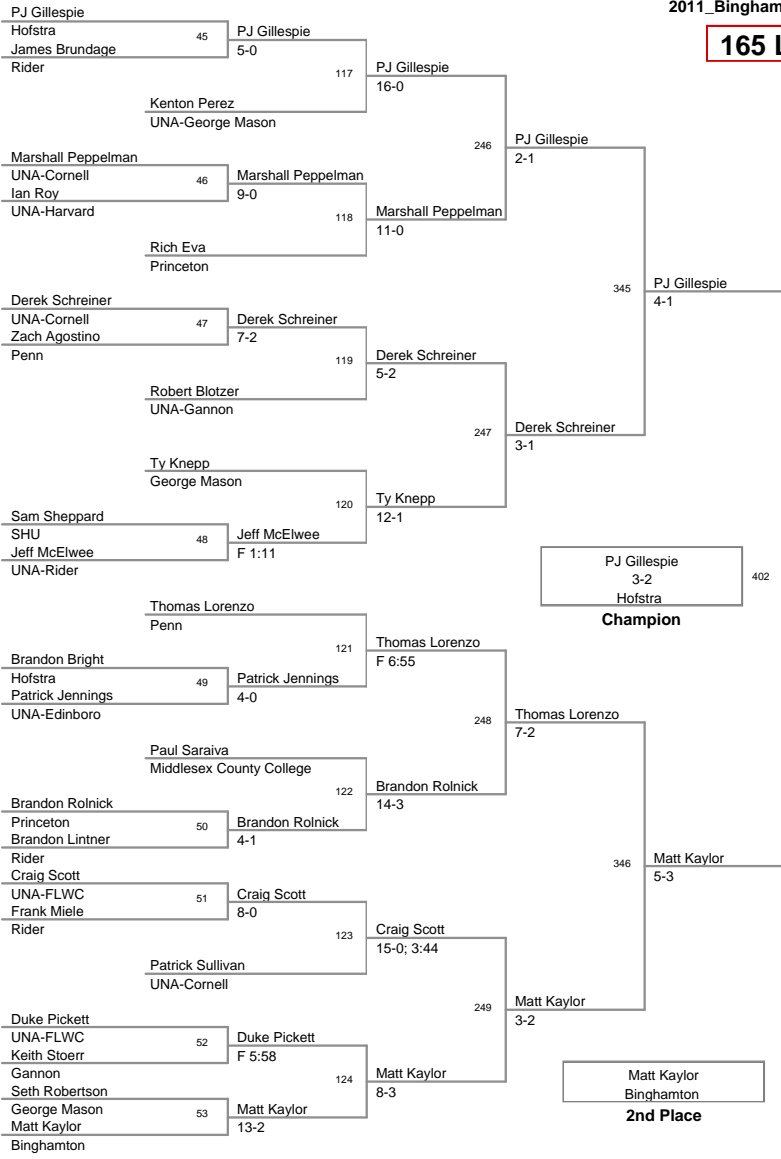 2011_Bingham
165 L
PJ Gillespie
Hofstra
James Brundage
Rider
45
PJ Gillespie
5-0
Kenton Perez
UNA-George Mason
117
PJ Gillespie
16-0
Marshall Peppelman
UNA-Cornell
Ian Roy
UNA-Harvard
46
Marshall Peppelman
9-0
Rich Eva
Princeton
118
Marshall Peppelman
11-0
246
PJ Gillespie
2-1
Derek Schreiner
UNA-Cornell
Zach Agostino
Penn
47
Derek Schreiner
7-2
Robert Blotzer
UNA-Gannon
119
Derek Schreiner
5-2
Ty Knepp
George Mason
Sam Sheppard
SHU
Jeff McElwee
UNA-Rider
48
Jeff McElwee
F 1:11
120
Ty Knepp
12-1
247
Derek Schreiner
3-1
345
PJ Gillespie
4-1
PJ Gillespie
3-2
Hofstra
402
Champion
Thomas Lorenzo
Penn
Brandon Bright
Hofstra
Patrick Jennings
UNA-Edinboro
49
Patrick Jennings
4-0
121
Thomas Lorenzo
F 6:55
Paul Saraiva
Middlesex County College
Brandon Rolnick
Princeton
Brandon Lintner
Rider
50
Brandon Rolnick
4-1
122
Brandon Rolnick
14-3
248
Thomas Lorenzo
7-2
Craig Scott
UNA-FLWC
Frank Miele
Rider
51
Craig Scott
8-0
Patrick Sullivan
UNA-Cornell
123
Craig Scott
15-0; 3:44
Duke Pickett
UNA-FLWC
Keith Stoerr
Gannon
52
Duke Pickett
F 5:58
Seth Robertson
George Mason
Matt Kaylor
Binghamton
53
Matt Kaylor
13-2
124
Matt Kaylor
8-3
249
Matt Kaylor
3-2
346
Matt Kaylor
5-3
Matt Kaylor
Binghamton
2nd Place